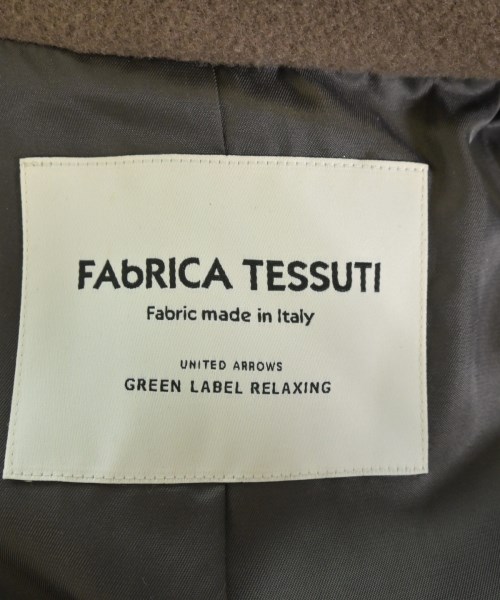 FAbRICA TESSUTI
Fabric made in Italy
UNITED ARROWS
GREEN LABEL RELAXING